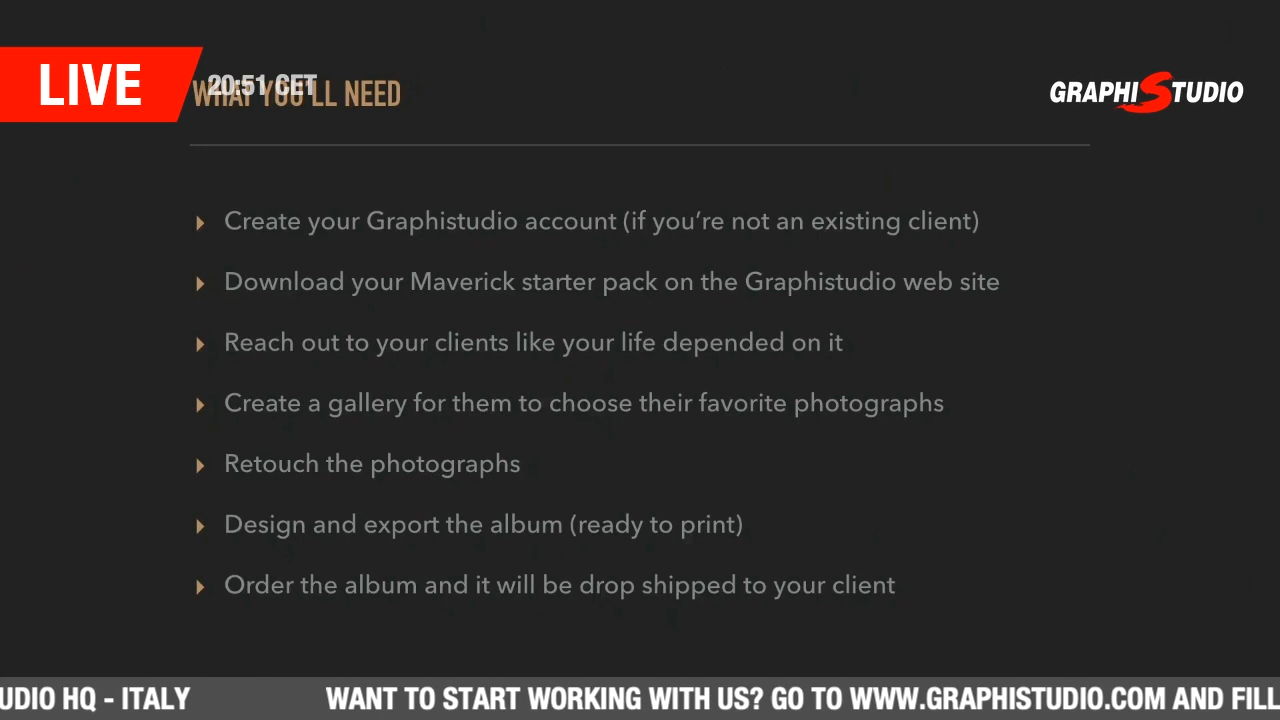 LIVE
20:51 CET
WHAT YOU'LL NEED
GRAPHISTUDIO
Create your Graphistudio account (if you’re not an existing client)
Download your Maverick starter pack on the Graphistudio web site
Reach out to your clients like your life depended on it
Create a gallery for them to choose their favorite photographs
Retouch the photographs
Design and export the album (ready to print)
Order the album and it will be drop shipped to your client
UDIO HQ - ITALY WANT TO START WORKING WITH US? GO TO WWW.GRAPHISTUDIO.COM AND FILL